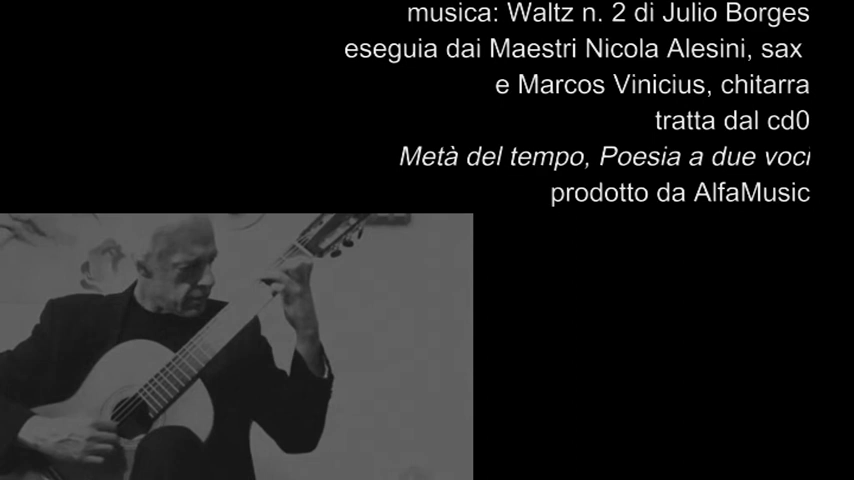 musica: Waltz n. 2 di Julio Borges
eseguia dai Maestri Nicola Alesini, sax
e Marcos Vinicius, chitarra
tratta dal cd0
Metà del tempo, Poesia a due voci
prodotto da AlfaMusic